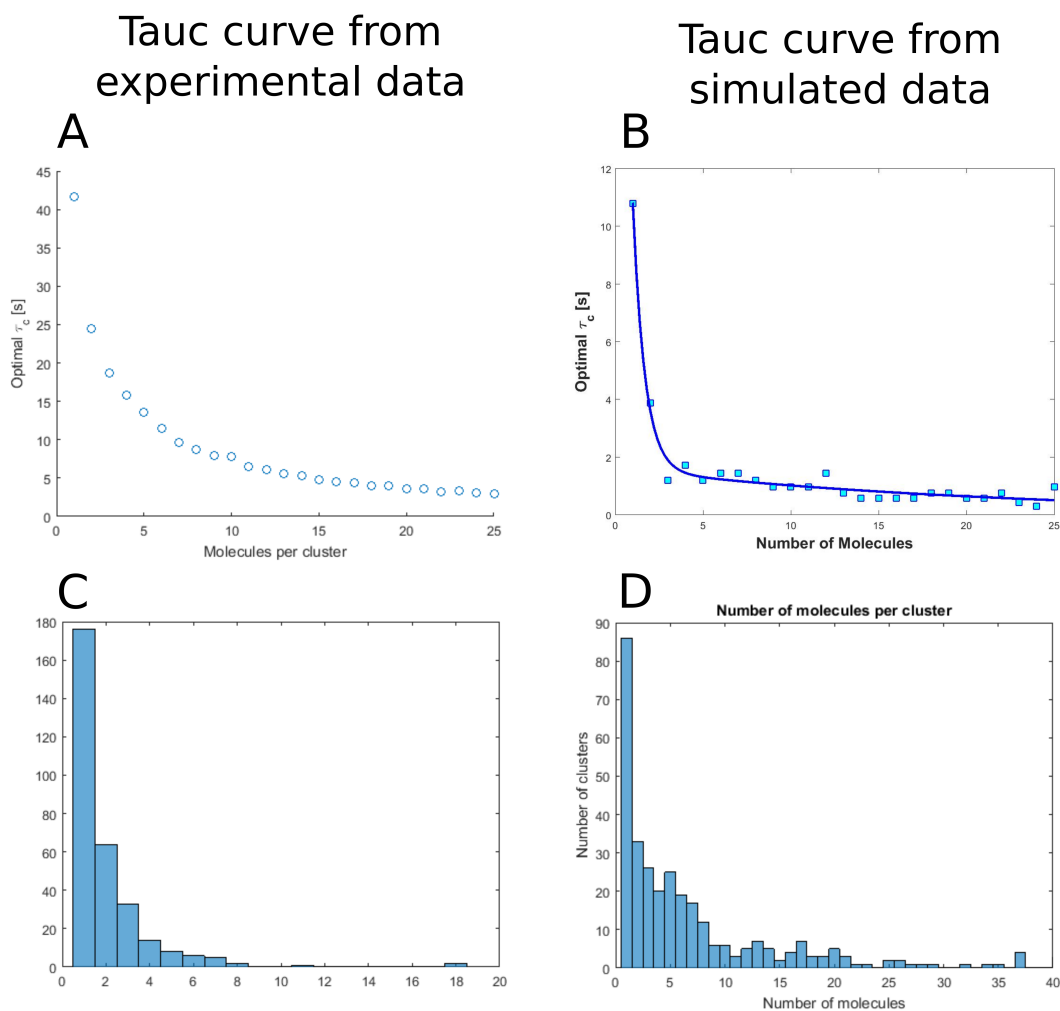 Tauc curve from
experimental data
Tauc curve from
simulated data
A
B
45
40
35
30
25
20
15
10
5
0
Optimal τc [s]
0 5 10 15 20 25
Molecules per cluster
12
10
8
6
4
2
0
Optimal τc [s]
0 5 10 15 20 25
Number of Molecules
C
D
180
160
140
120
100
80
60
40
20
0
0 2 4 6 8 10 12 14 16 18 20
Number of molecules per cluster
90
80
70
60
50
40
30
20
10
0
Number of clusters
0 5 10 15 20 25 30 35 40
Number of molecules